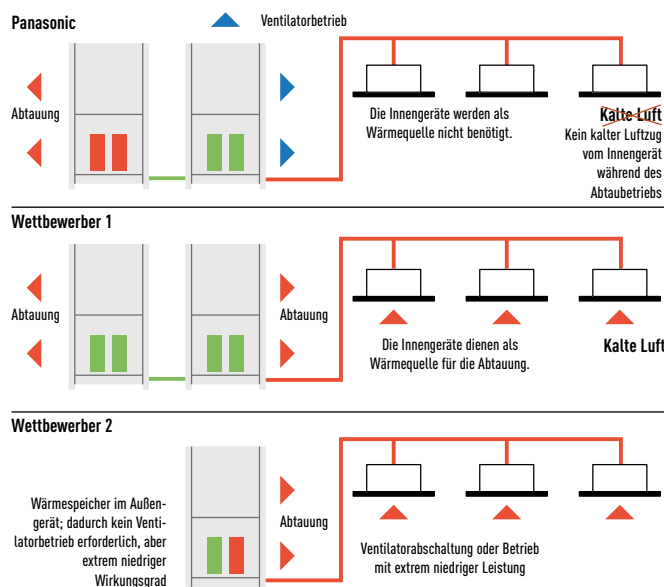 Panasonic
Ventilatorbetrieb
Abtauung
Die Innengeräte werden als
Wärmequelle nicht benötigt.
Kalte Luft
Kein kalter Luftzug
vom Innengerät
während des
Abtaubetriebs
Wettbewerber 1
Abtauung
Abtauung
Die Innengeräte dienen als
Wärmequelle für die Abtauung.
Kalte Luft
Wettbewerber 2
Wärmespeicher im Außen-
gerät; dadurch kein Venti-
latorbetrieb erforderlich, aber
extrem niedriger
Wirkungsgrad
Abtauung
Ventilatorabschaltung oder Betrieb
mit extrem niedriger Leistung